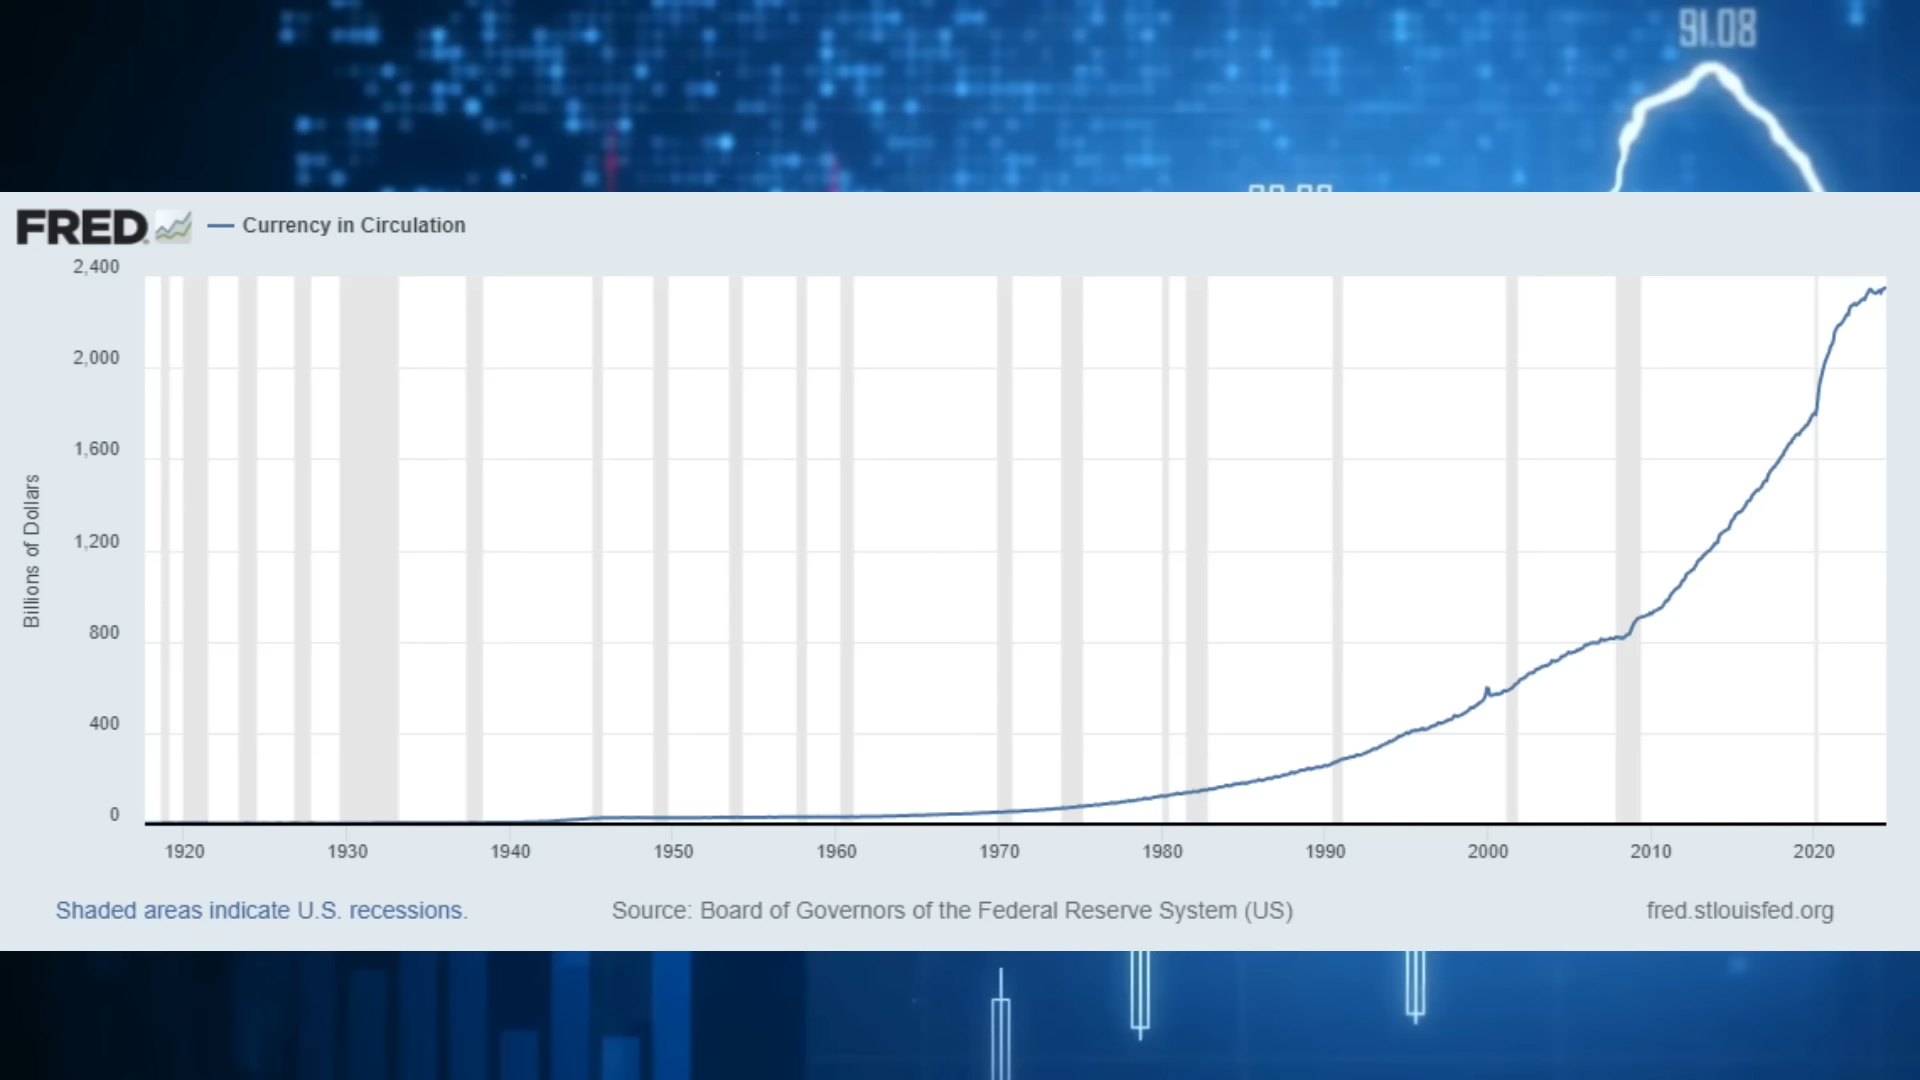 91.08
FRED
Currency in Circulation
2,400
2,000
1,600
1,200
800
400
0
Billions of Dollars
1920 1930 1940 1950 1960 1970 1980 1990 2000 2010 2020
Shaded areas indicate U.S. recessions. Source: Board of Governors of the Federal Reserve System (US) fred.stlouisfed.org